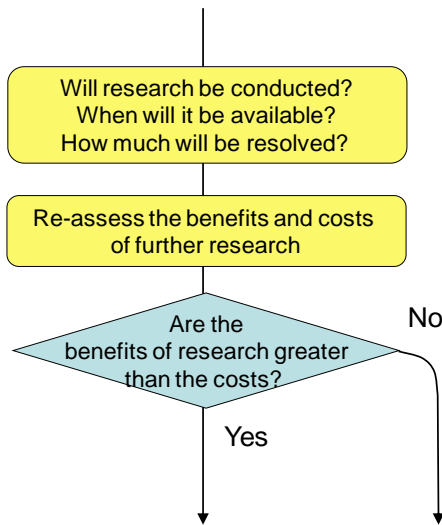 Will research be conducted?
When will it be available?
How much will be resolved?
Re-assess the benefits and costs
of further research
Are the
benefits of research greater
than the costs?
No
Yes